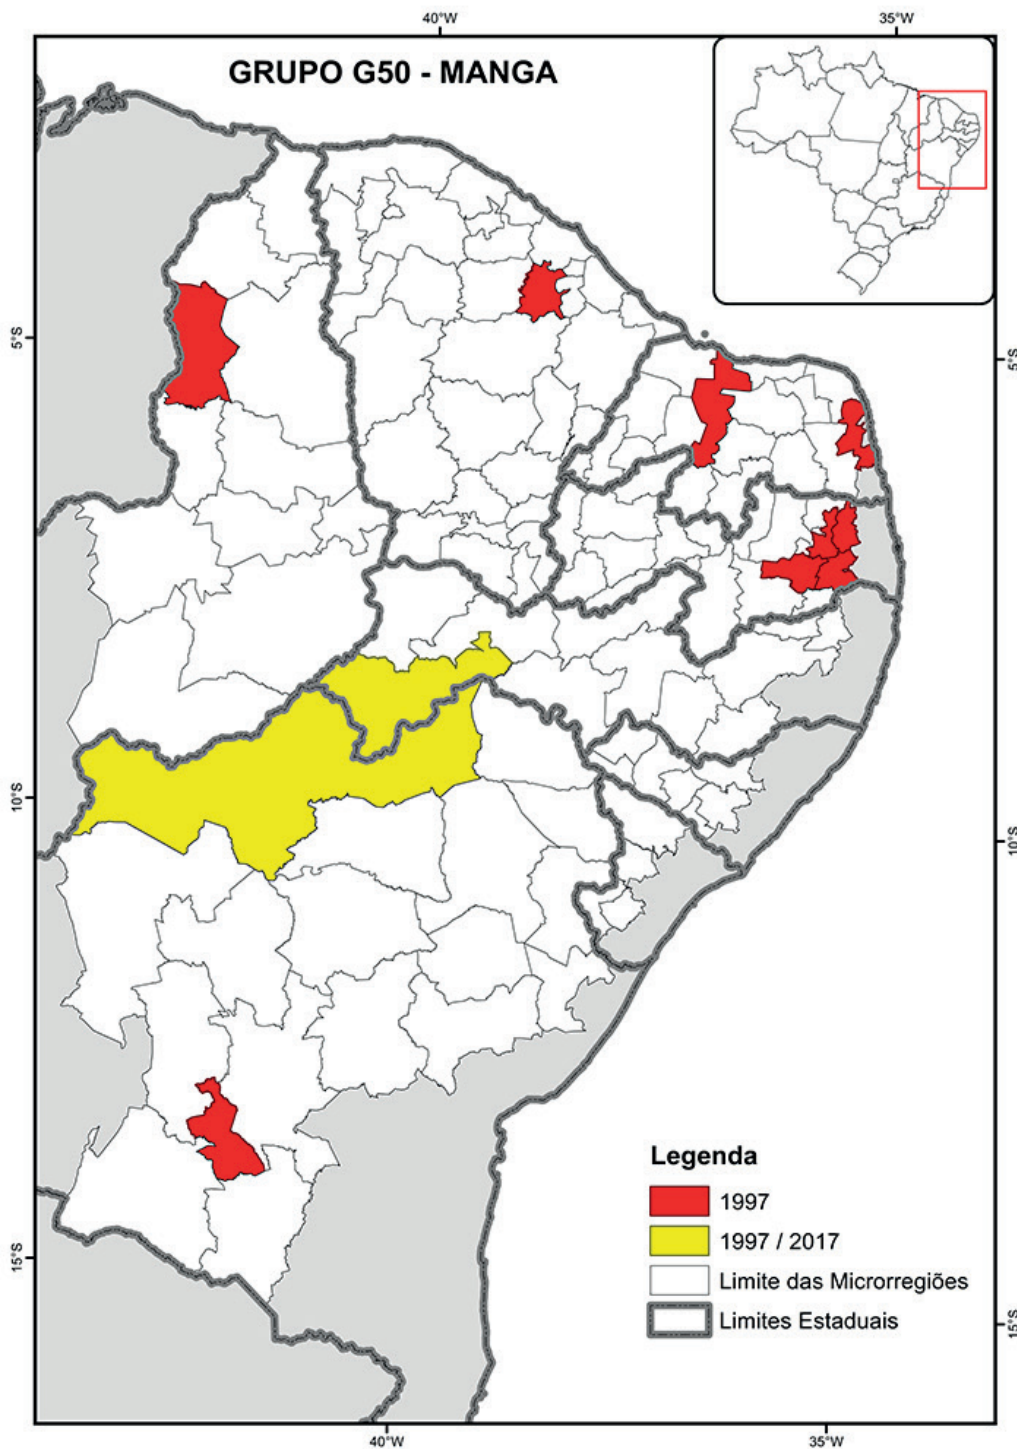 40°W
35°W
GRUPO G50 - MANGA
5°S
5°S
10°S
10°S
Legenda
1997
1997 / 2017
Limite das Microrregiões
Limites Estaduais
15°S
15°S
40°W
35°W